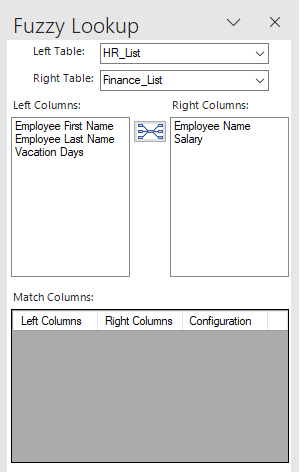 Fuzzy Lookup
Left Table: HR_List
Right Table: Finance_List
Left Columns: Right Columns:
Employee First Name Employee Name
Employee Last Name Salary
Vacation Days
Match Columns:
Left Columns Right Columns Configuration